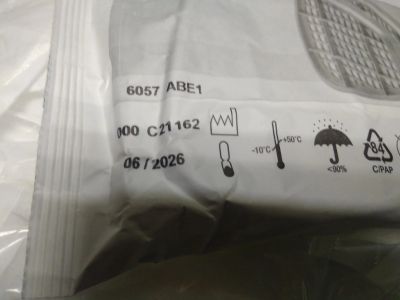 6057 ABE1
000 C21162
06/2026
-10°C +50°C
<90%
84
C/PAP